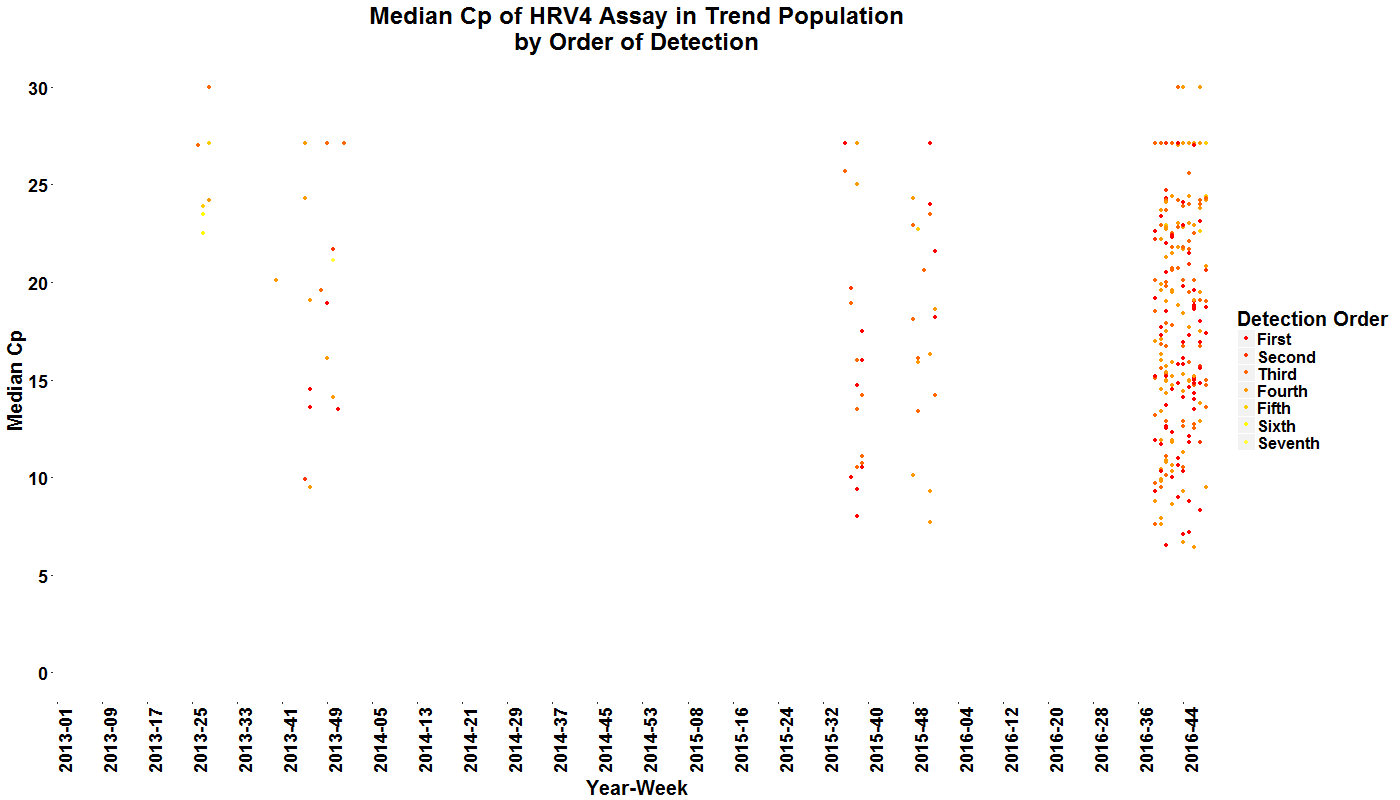 Median Cp of HRV4 Assay in Trend Population
by Order of Detection
Median Cp
30
25
20
15
10
5
0
2013-01
2013-09
2013-17
2013-25
2013-33
2013-41
2013-49
2014-05
2014-13
2014-21
2014-29
2014-37
2014-45
2014-53
2015-08
2015-16
2015-24
2015-32
2015-40
2015-48
2016-04
2016-12
2016-20
2016-28
2016-36
2016-44
Year-Week
Detection Order
First
Second
Third
Fourth
Fifth
Sixth
Seventh